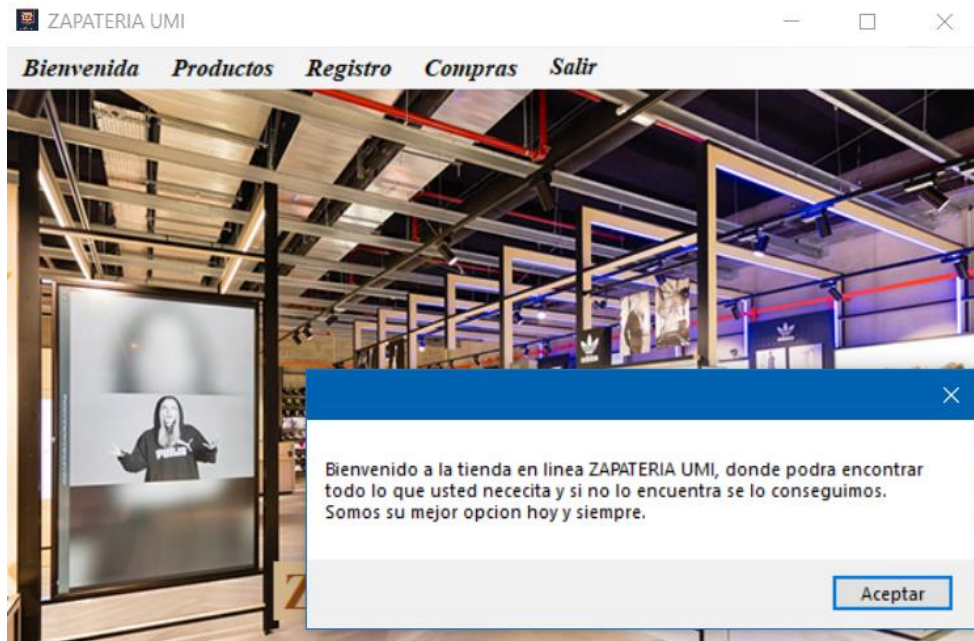 ZAPATERIA UMI
Bienvenida Productos Registro Compras Salir
adidas
PUMA
Bienvenido a la tienda en linea ZAPATERIA UMI, donde podra encontrar
todo lo que usted nececita y si no lo encuentra se lo conseguimos.
Somos su mejor opcion hoy y siempre.
Z
Aceptar